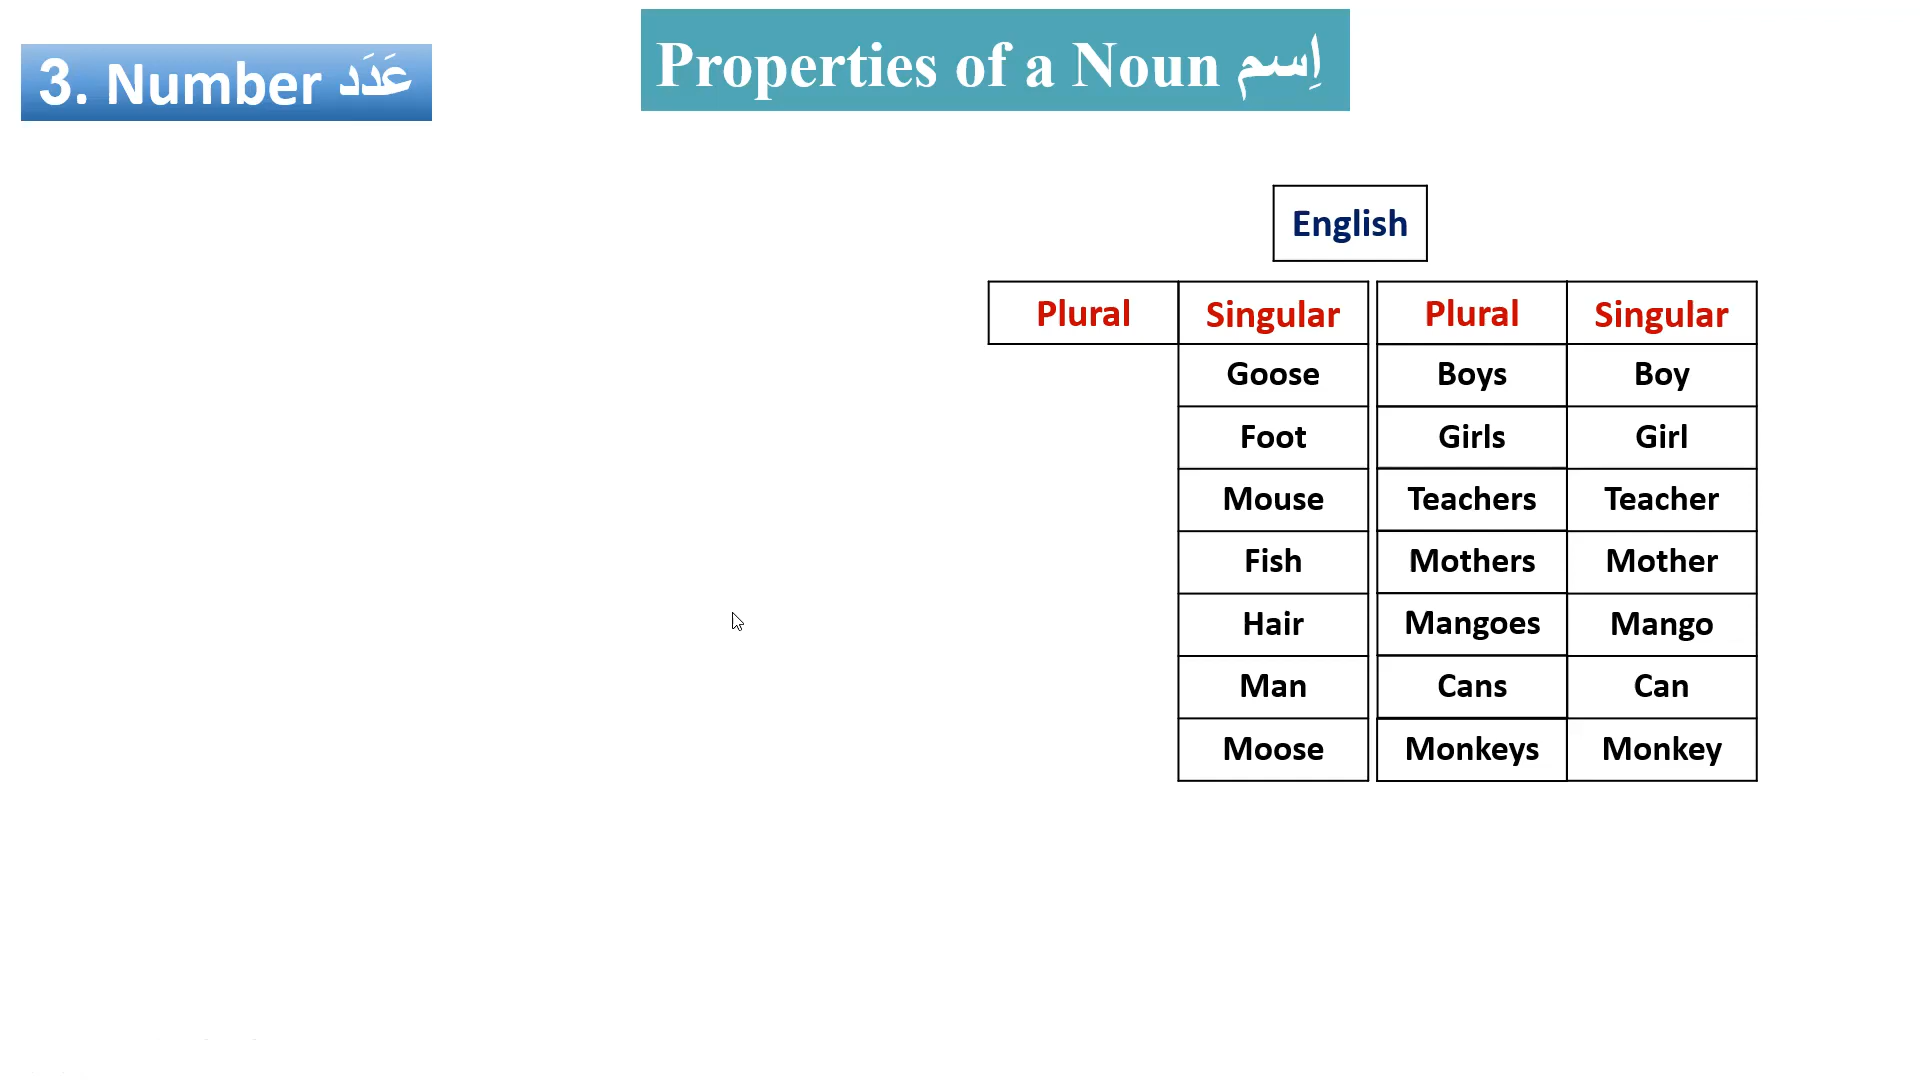 Properties of a Noun اِسم
3. Number عَدَد
English
Plural Singular Plural Singular
Goose Boys Boy
Foot Girls Girl
Mouse Teachers Teacher
Fish Mothers Mother
Hair Mangoes Mango
Man Cans Can
Moose Monkeys Monkey